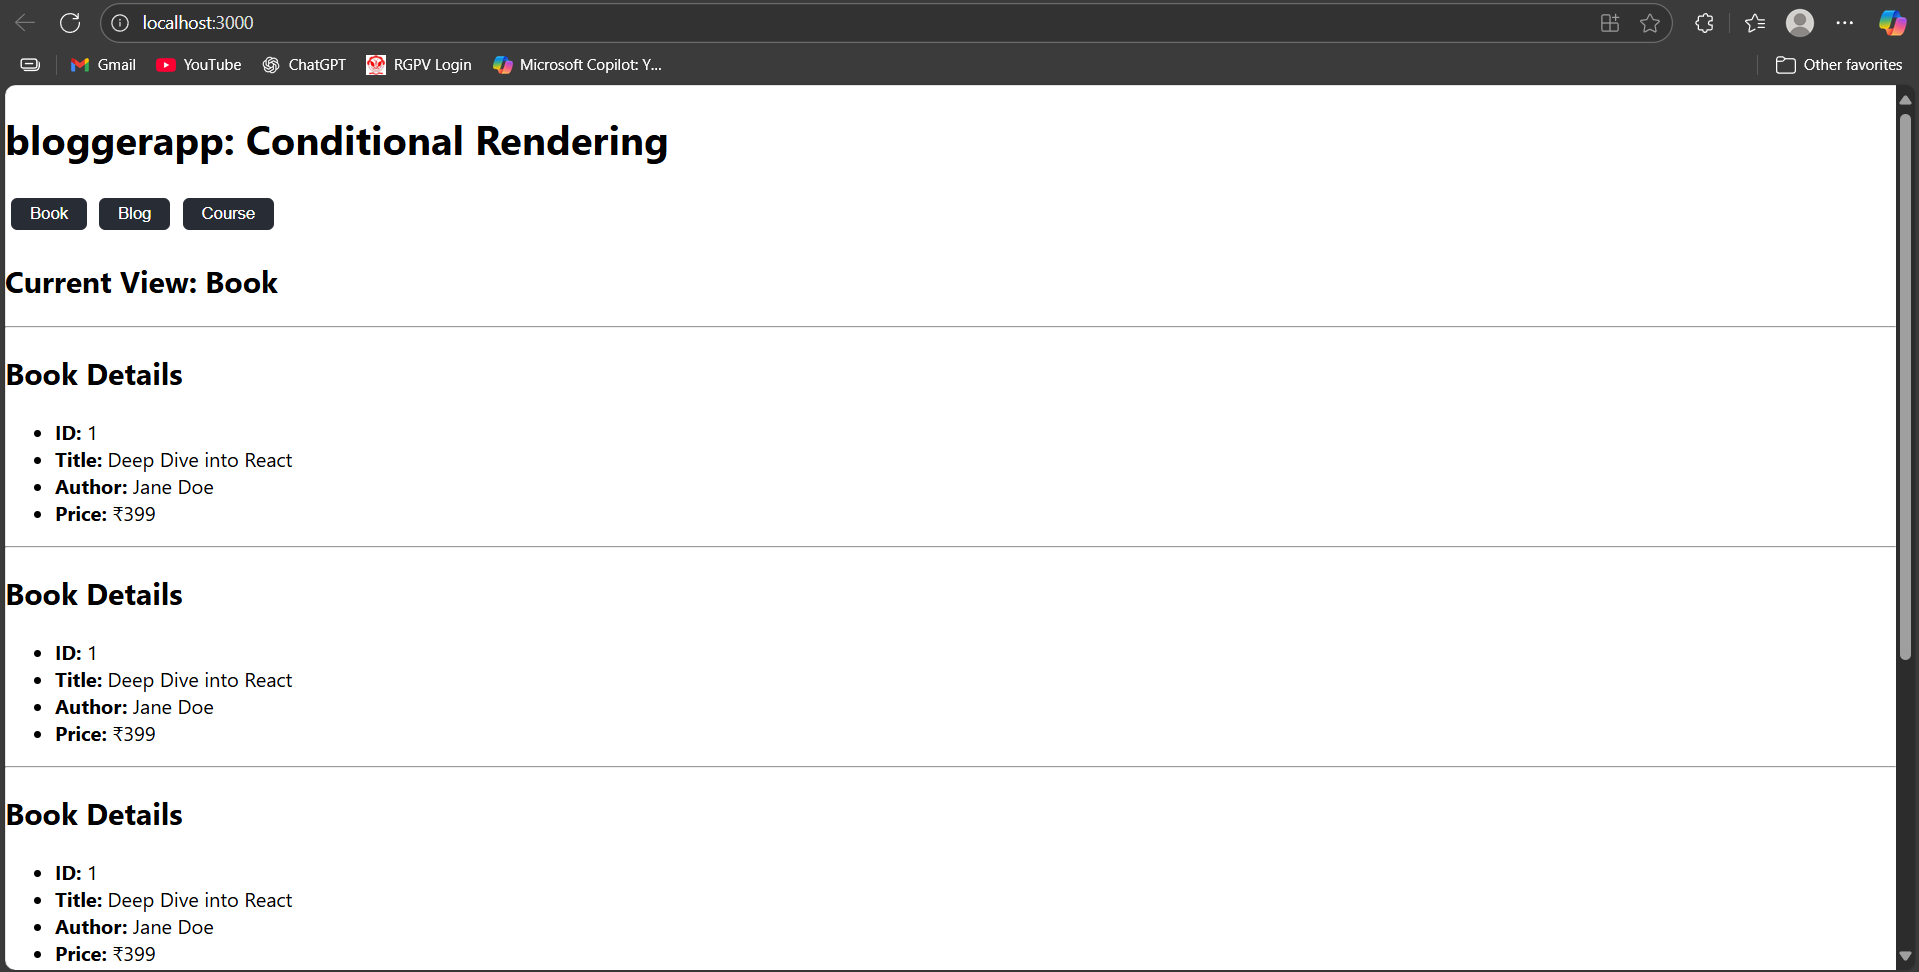 localhost:3000
Gmail YouTube ChatGPT RGPV Login Microsoft Copilot: Y... Other favorites
bloggerapp: Conditional Rendering
Book Blog Course
Current View: Book
Book Details
ID: 1
Title: Deep Dive into React
Author: Jane Doe
Price: ₹399
Book Details
ID: 1
Title: Deep Dive into React
Author: Jane Doe
Price: ₹399
Book Details
ID: 1
Title: Deep Dive into React
Author: Jane Doe
Price: ₹399